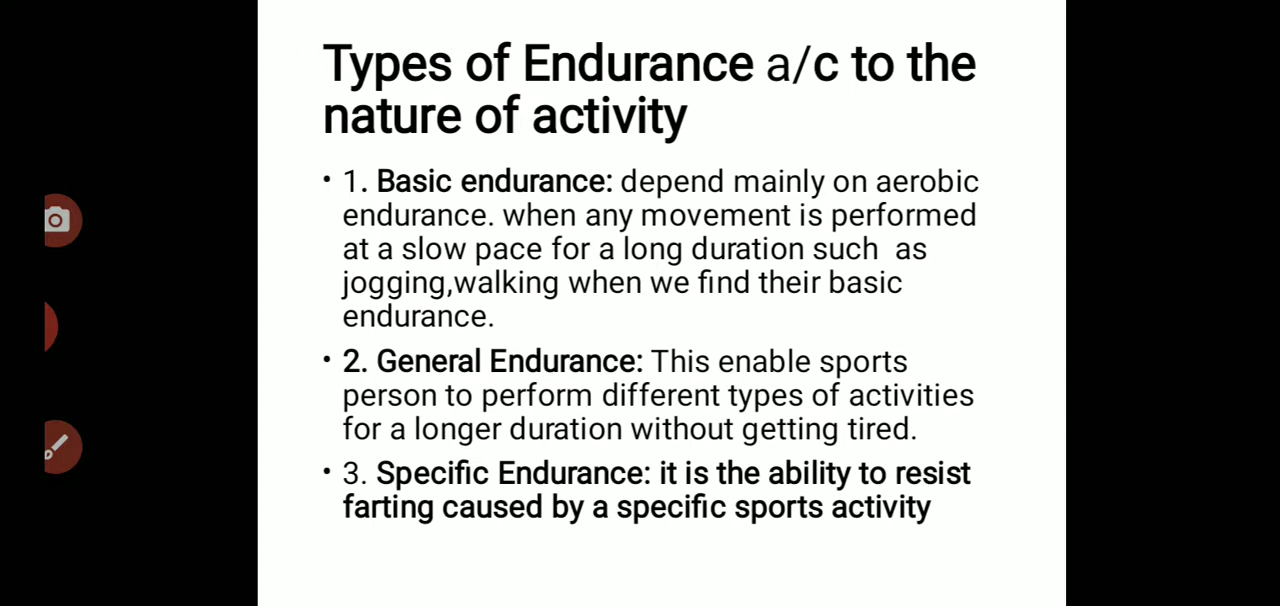 Types of Endurance a/c to the
nature of activity
• 1. Basic endurance: depend mainly on aerobic
endurance. when any movement is performed
at a slow pace for a long duration such  as
jogging,walking when we find their basic
endurance.
• 2. General Endurance: This enable sports
person to perform different types of activities
for a longer duration without getting tired.
• 3. Specific Endurance: it is the ability to resist
farting caused by a specific sports activity